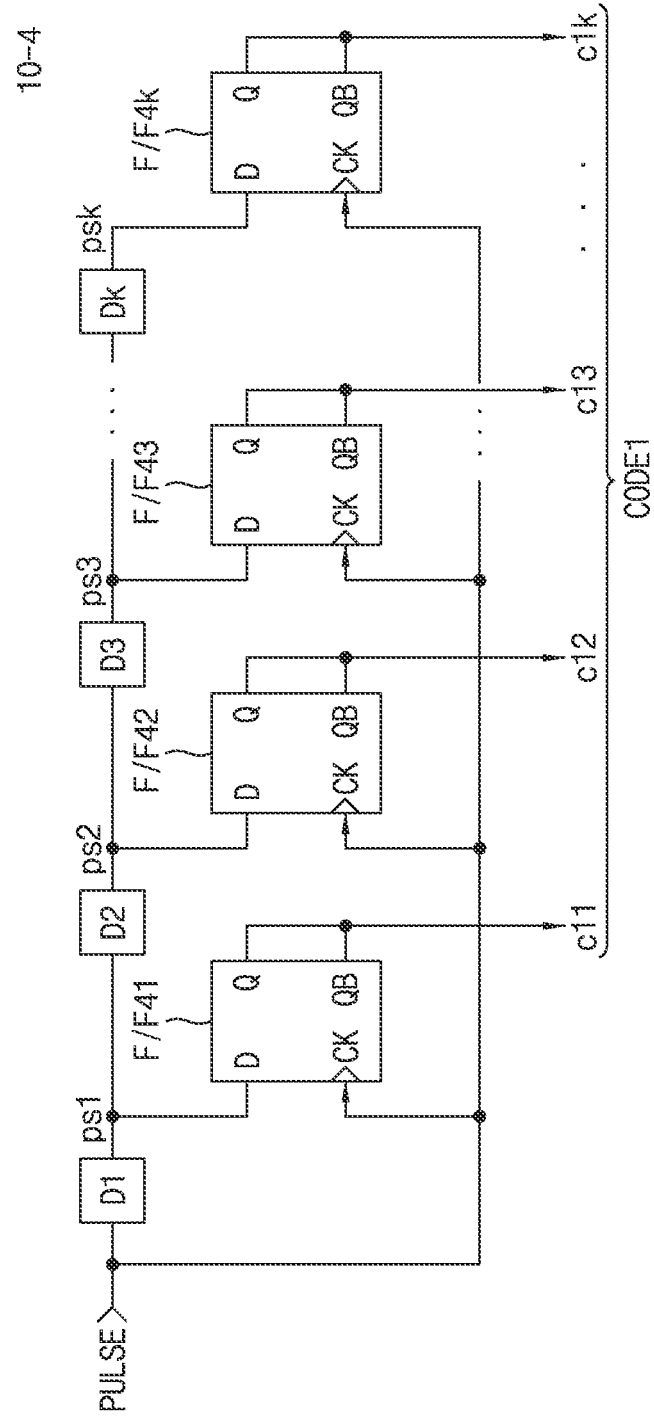 10-4
PULSE
D1
ps1
D2
ps2
D3
ps3
. . .
Dk
psk
F/F41
D
Q
CK
QB
F/F42
D
Q
CK
QB
F/F43
D
Q
CK
QB
F/F4k
D
Q
CK
QB
. . .
c11
c12
c13
. . .
c1k
CODE1